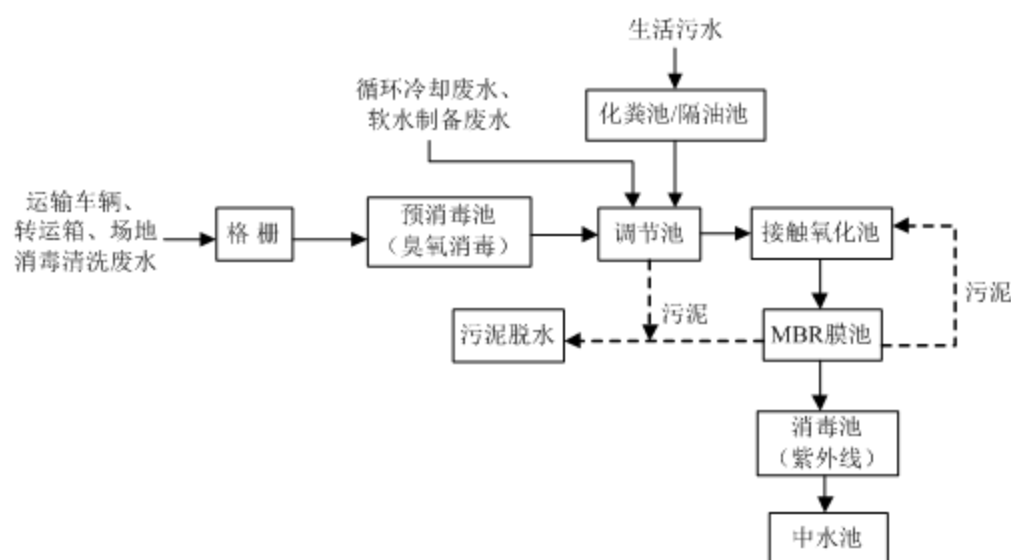 生活污水
循环冷却废水、
软水制备废水
化粪池/隔油池
运输车辆、
转运箱、场地
消毒清洗废水
格 栅
预消毒池
（臭氧消毒）
调节池
接触氧化池
污泥
污泥
污泥脱水
MBR膜池
消毒池
（紫外线）
中水池